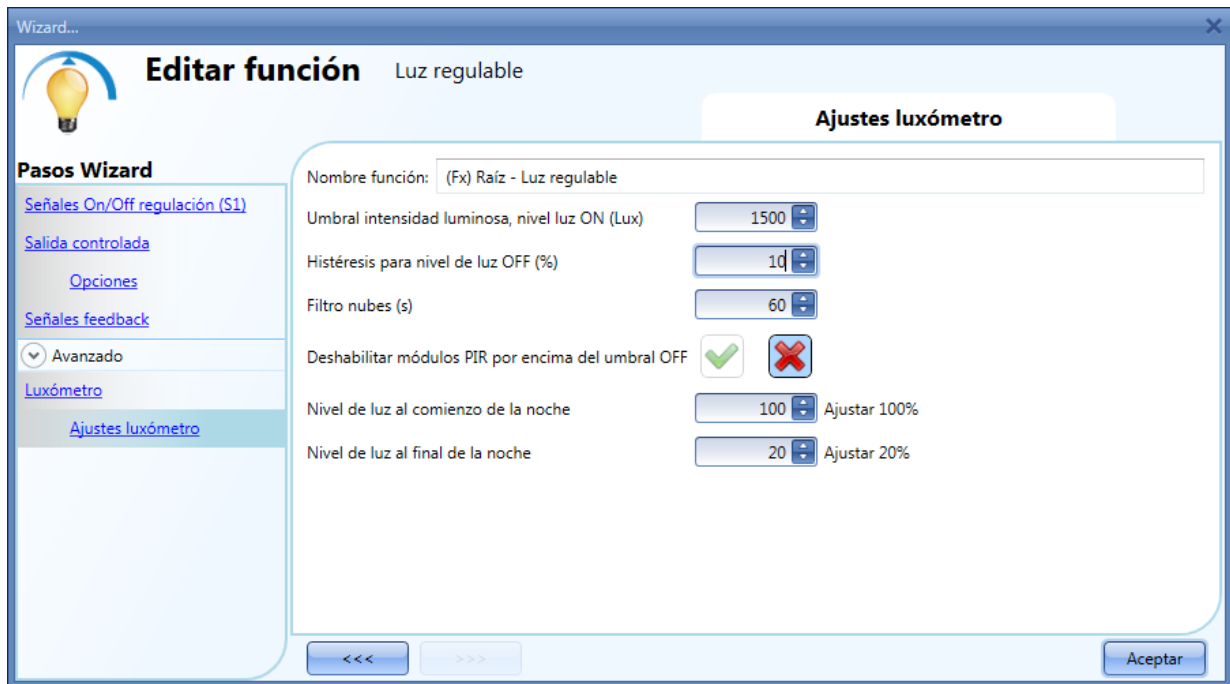 Wizard...
Editar función Luz regulable
Ajustes luxómetro
Pasos Wizard
Señales On/Off regulación (S1)
Salida controlada
Opciones
Señales feedback
Avanzado
Luxómetro
Ajustes luxómetro
Nombre función: (Fx) Raíz - Luz regulable
Umbral intensidad luminosa, nivel luz ON (Lux) 1500
Histéresis para nivel de luz OFF (%) 10
Filtro nubes (s) 60
Deshabilitar módulos PIR por encima del umbral OFF
Nivel de luz al comienzo de la noche 100 Ajustar 100%
Nivel de luz al final de la noche 20 Ajustar 20%
<<< >>> Aceptar